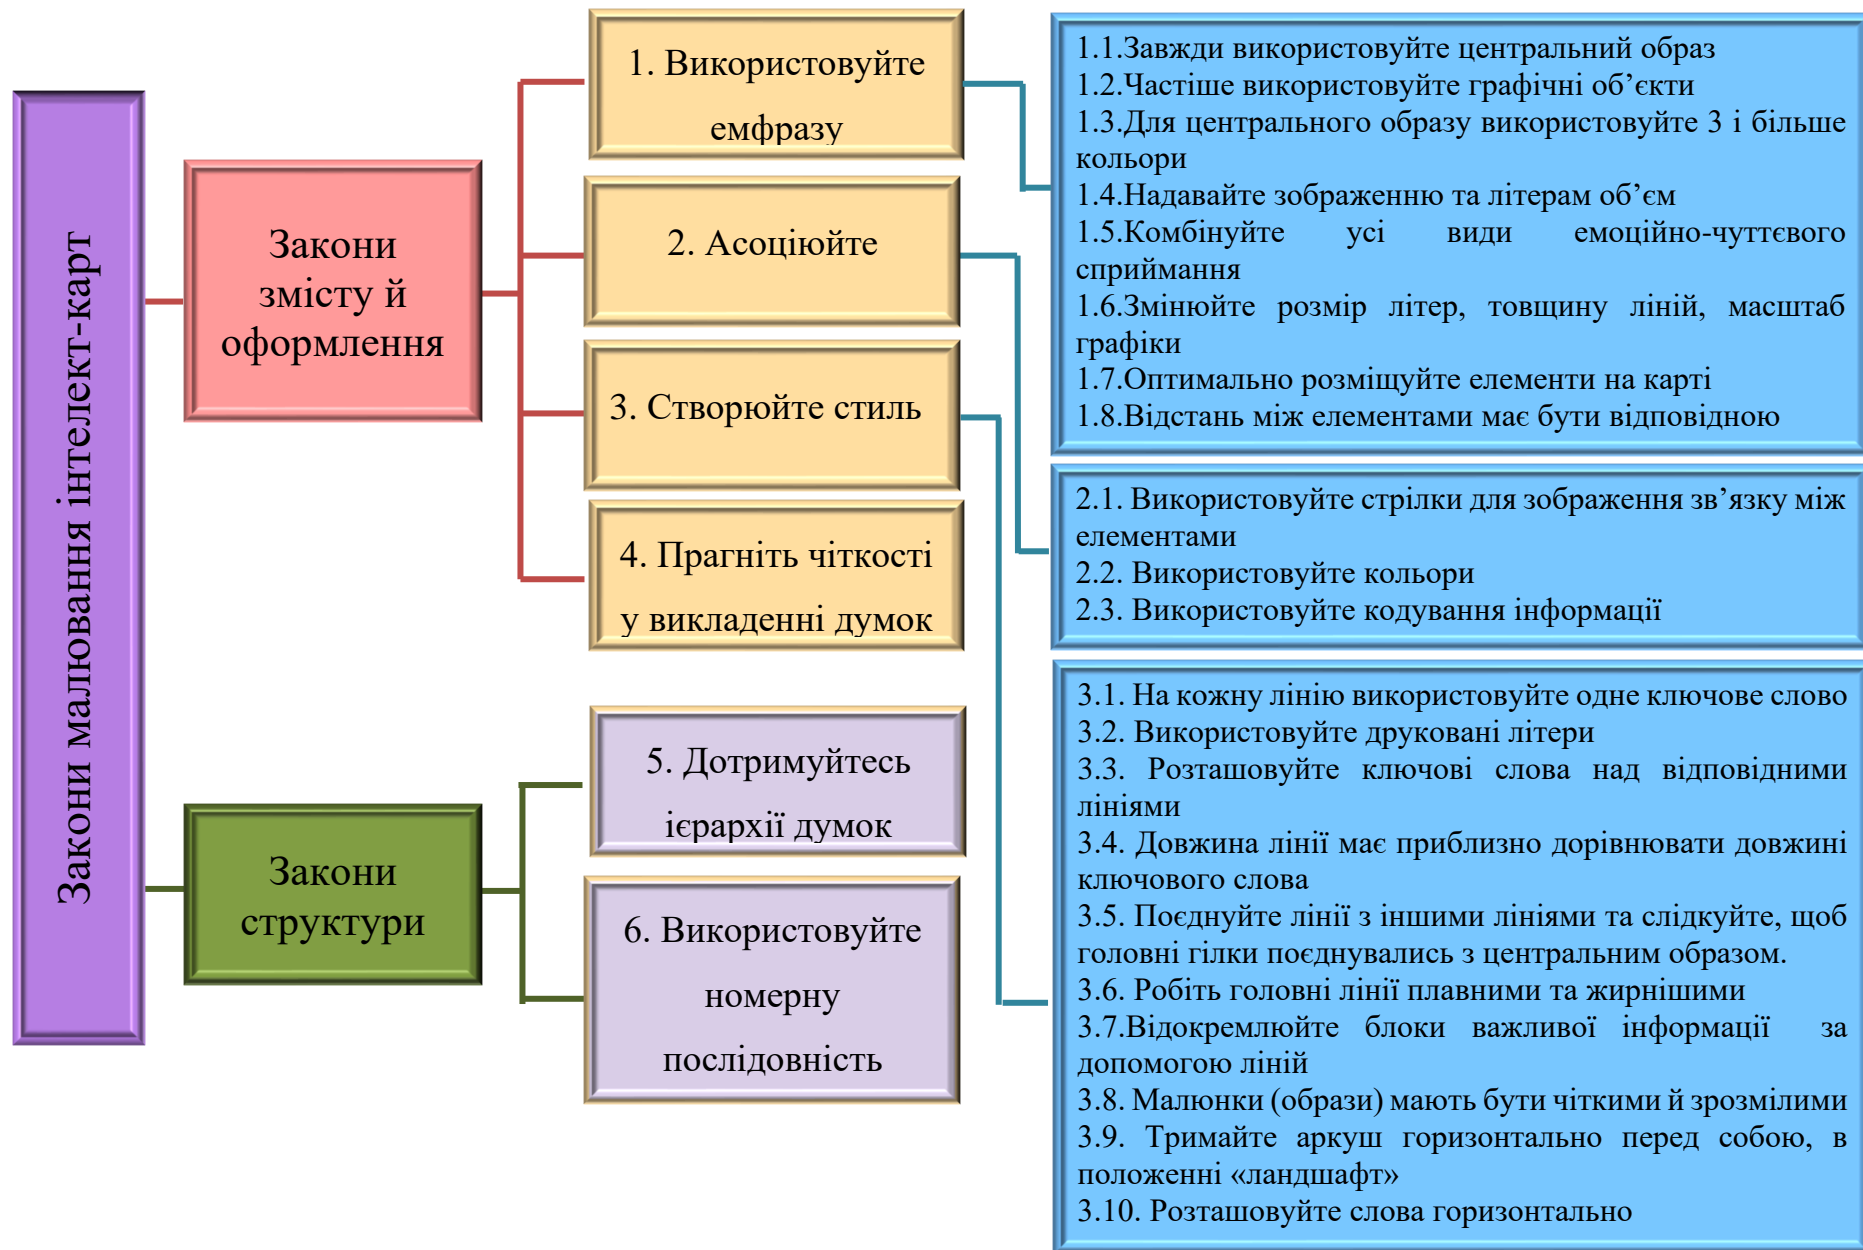 Закони малювання інтелект-карт
Закони
змісту й
оформлення
1. Використовуйте
емфразу
2. Асоціюйте
3. Створюйте стиль
4. Прагніть чіткості
у викладенні думок
Закони
структури
5. Дотримуйтесь
ієрархії думок
6. Використовуйте
номерну
послідовність
1.1.Завжди використовуйте центральний образ
1.2.Частіше використовуйте графічні об’єкти
1.3.Для центрального образу використовуйте 3 і більше
кольори
1.4.Надавайте зображенню та літерам об’єм
1.5.Комбінуйте усі види емоційно-чуттєвого
сприймання
1.6.Змінюйте розмір літер, товщину ліній, масштаб
графіки
1.7.Оптимально розміщуйте елементи на карті
1.8.Відстань між елементами має бути відповідною
2.1. Використовуйте стрілки для зображення зв’язку між
елементами
2.2. Використовуйте кольори
2.3. Використовуйте кодування інформації
3.1. На кожну лінію використовуйте одне ключове слово
3.2. Використовуйте друковані літери
3.3. Розташовуйте ключові слова над відповідними
лініями
3.4. Довжина лінії має приблизно дорівнювати довжині
ключового слова
3.5. Поєднуйте лінії з іншими лініями та слідкуйте, щоб
головні гілки поєднувались з центральним образом.
3.6. Робіть головні лінії плавними та жирнішими
3.7.Відокремлюйте блоки важливої інформації за
допомогою ліній
3.8. Малюнки (образи) мають бути чіткими й зрозмілими
3.9. Тримайте аркуш горизонтально перед собою, в
положенні «ландшафт»
3.10. Розташовуйте слова горизонтально